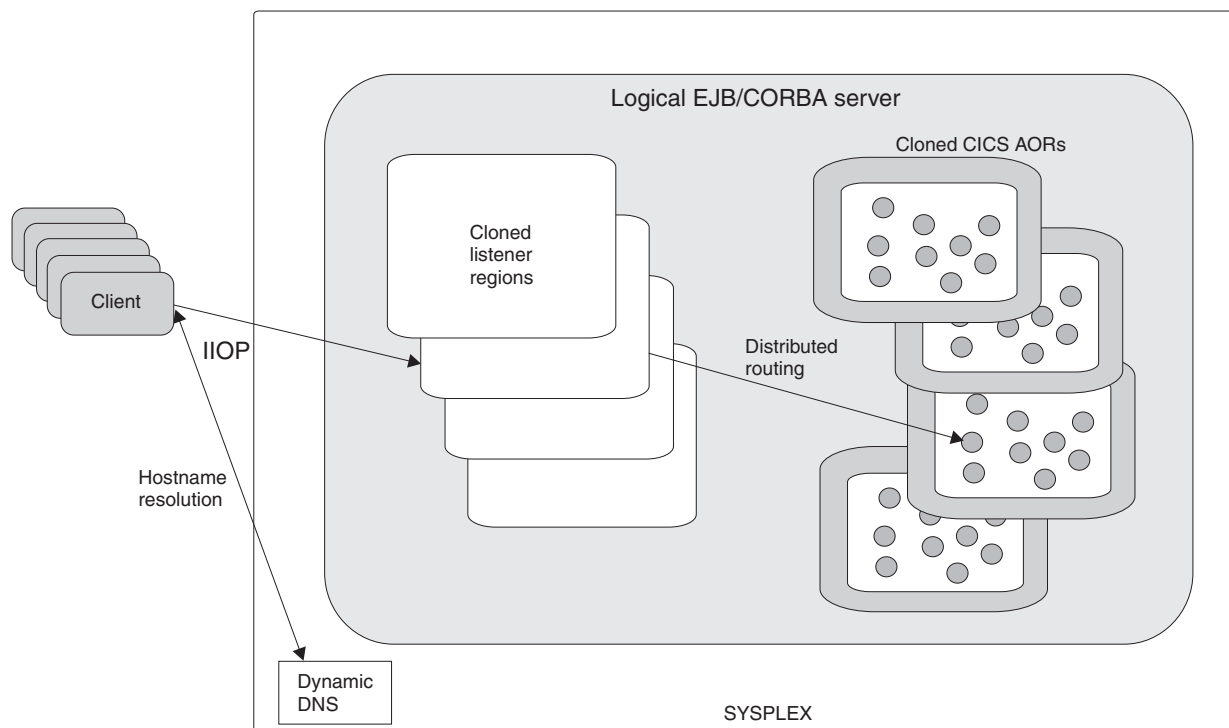 Logical EJB/CORBA server
Cloned CICS AORs
Cloned
listener
regions
Client
IIOP
Distributed
routing
Hostname
resolution
Dynamic
DNS
SYSPLEX